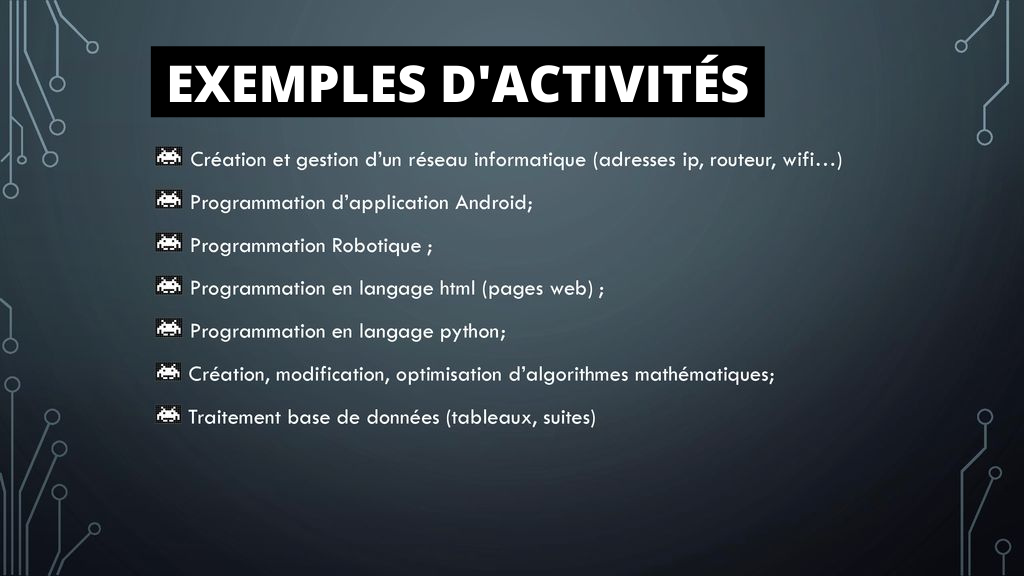 EXEMPLES D'ACTIVITÉS
Création et gestion d’un réseau informatique (adresses ip, routeur, wifi…)
Programmation d’application Android;
Programmation Robotique ;
Programmation en langage html (pages web) ;
Programmation en langage python;
Création, modification, optimisation d’algorithmes mathématiques;
Traitement base de données (tableaux, suites)